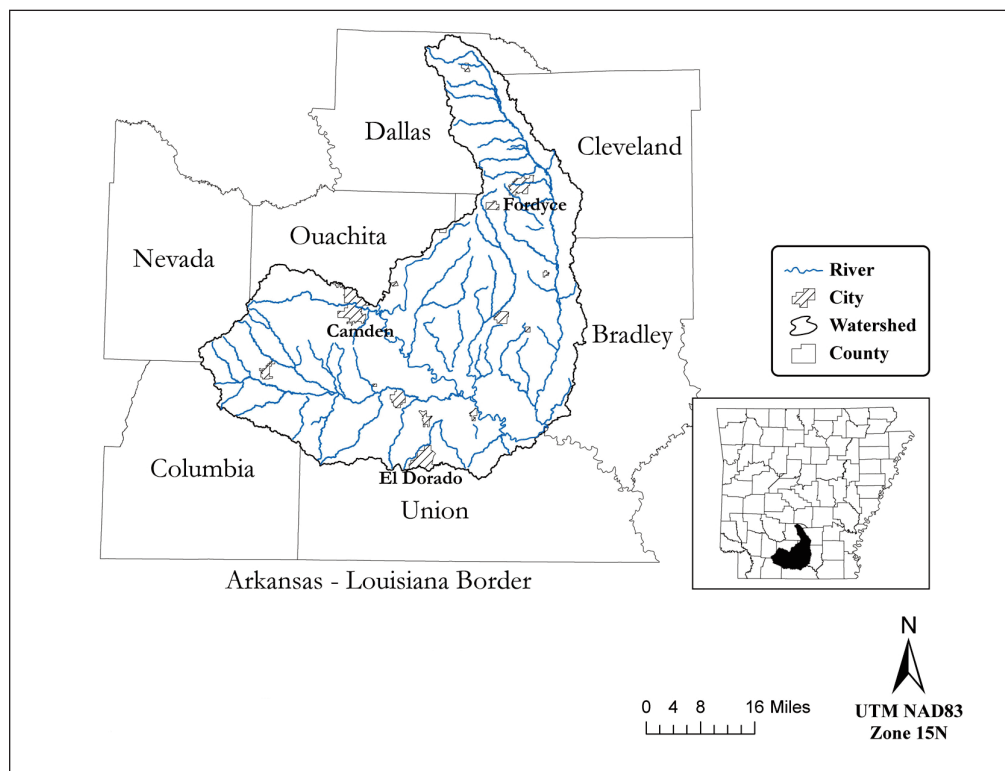 Dallas
Cleveland
Fordyce
Ouachita
Nevada
Camden
Bradley
Columbia
El Dorado
Union
Arkansas - Louisiana Border
River
City
Watershed
County
0 4 8 16 Miles
N
UTM NAD83
Zone 15N